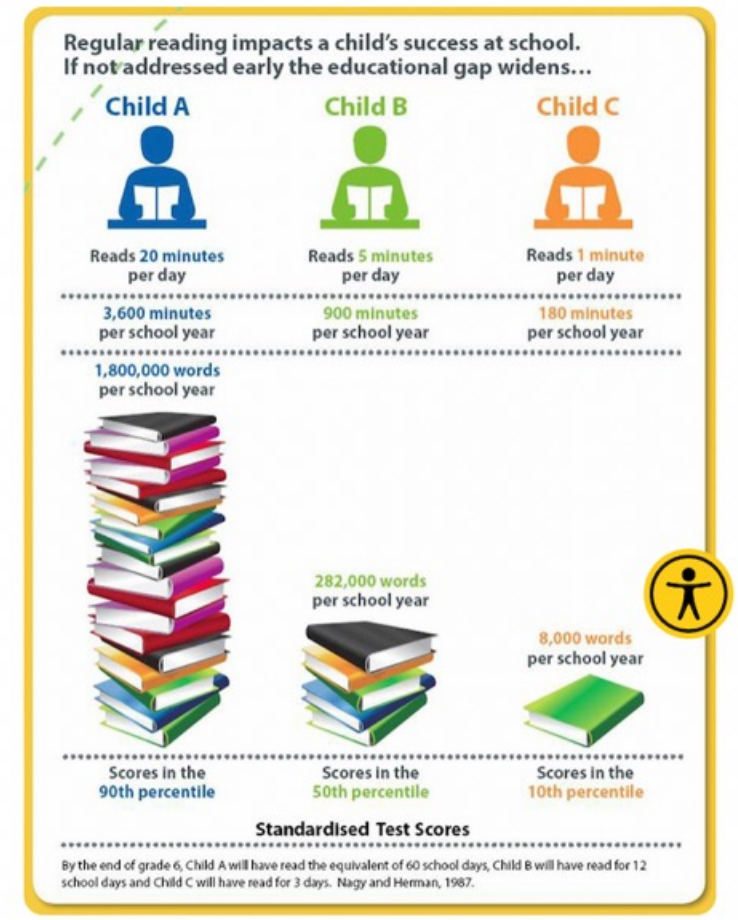 Regular reading impacts a child's success at school.
If not addressed early the educational gap widens...
Child A
Child B
Child C
Reads 20 minutes
per day
Reads 5 minutes
per day
Reads 1 minute
per day
3,600 minutes
per school year
900 minutes
per school year
180 minutes
per school year
1,800,000 words
per school year
282,000 words
per school year
8,000 words
per school year
Scores in the
90th percentile
Scores in the
50th percentile
Scores in the
10th percentile
Standardised Test Scores
By the end of grade 6, Child A will have read the equivalent of 60 school days, Child B will have read for 12
school days and Child C will have read for 3 days. Nagy and Herman, 1987.